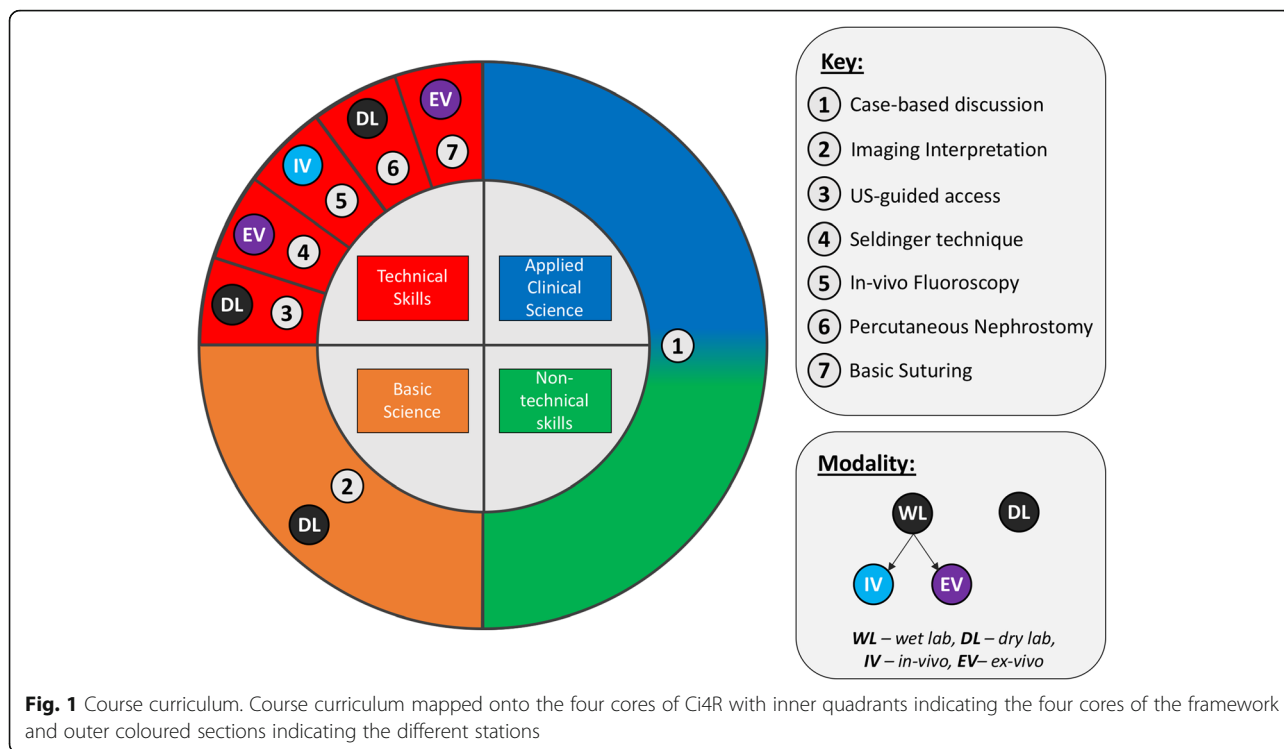 EV
7
DL
6
IV
5
EV
4
DL
3
Technical
Skills
Applied
Clinical
Science
1
Basic
Science
Non-
technical
skills
2
DL
Key:
1 Case-based discussion
2 Imaging Interpretation
3 US-guided access
4 Seldinger technique
5 In-vivo Fluoroscopy
6 Percutaneous Nephrostomy
7 Basic Suturing
Modality:
WL DL
IV EV
WL – wet lab, DL – dry lab,
IV – in-vivo, EV– ex-vivo
Fig. 1 Course curriculum. Course curriculum mapped onto the four cores of Ci4R with inner quadrants indicating the four cores of the framework
and outer coloured sections indicating the different stations